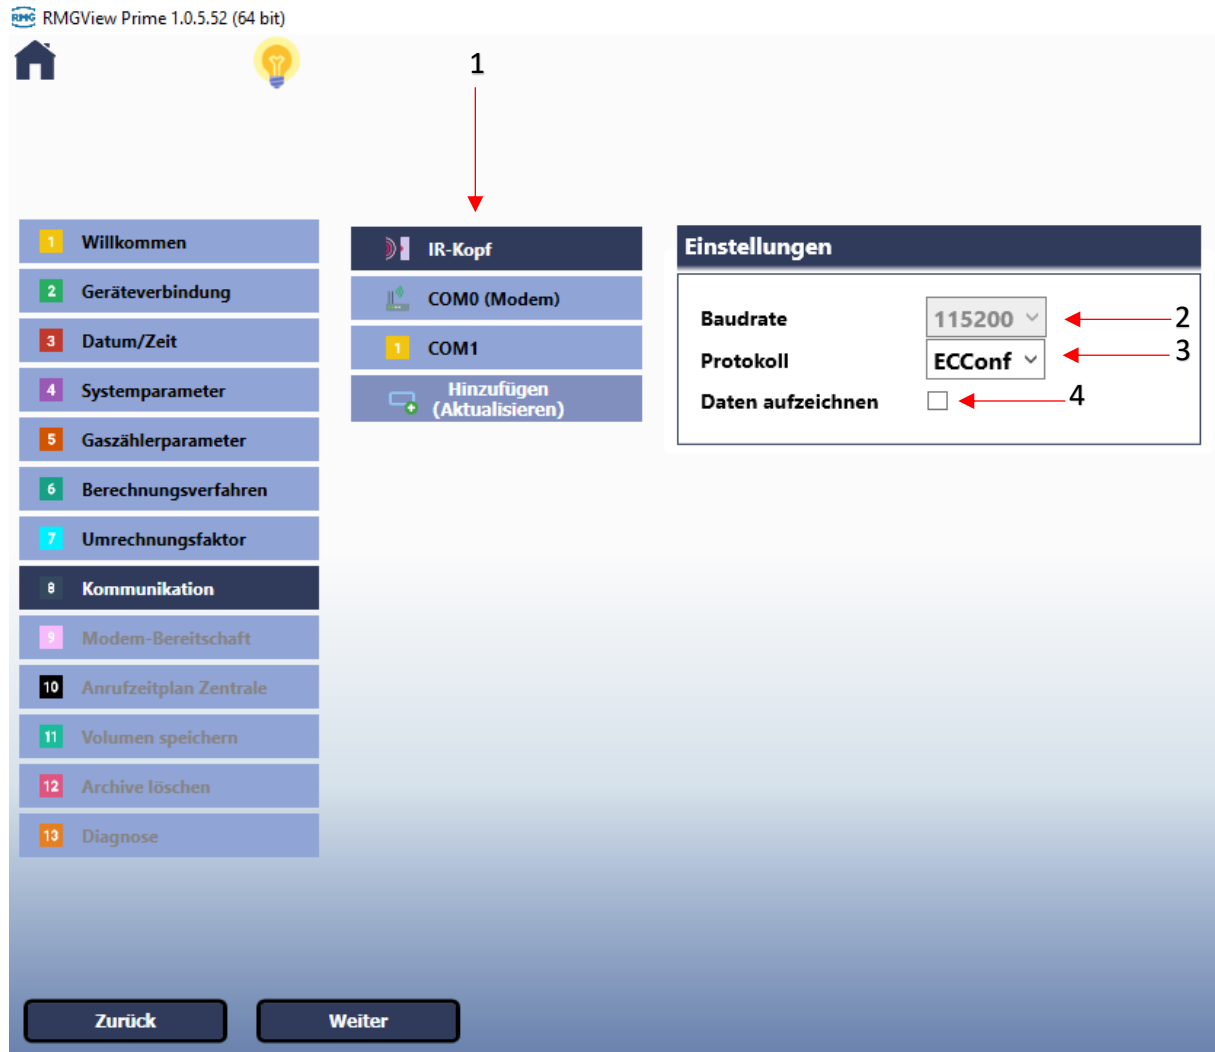 RMG RMGView Prime 1.0.5.52 (64 bit)
1
1 Willkommen
2 Geräteverbindung
3 Datum/Zeit
4 Systemparameter
5 Gaszählerparameter
6 Berechnungsverfahren
7 Umrechnungsfaktor
8 Kommunikation
9 Modem-Bereitschaft
10 Anrufzeitplan Zentrale
11 Volumen speichern
12 Archive löschen
13 Diagnose
IR-Kopf
COM0 (Modem)
1 COM1
Hinzufügen
(Aktualisieren)
Einstellungen
Baudrate 115200 2
Protokoll ECConf 3
Daten aufzeichnen 4
Zurück
Weiter